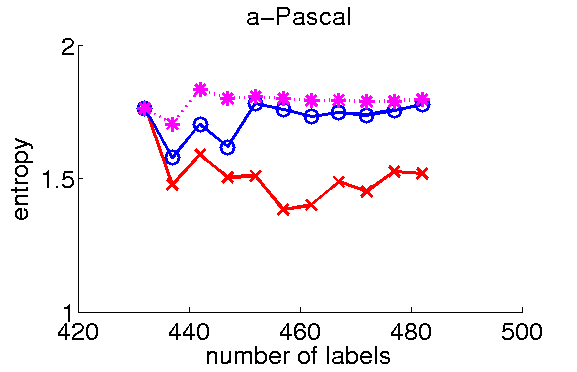 a-Pascal
2
1.5
1
entropy
420 440 460 480 500
number of labels